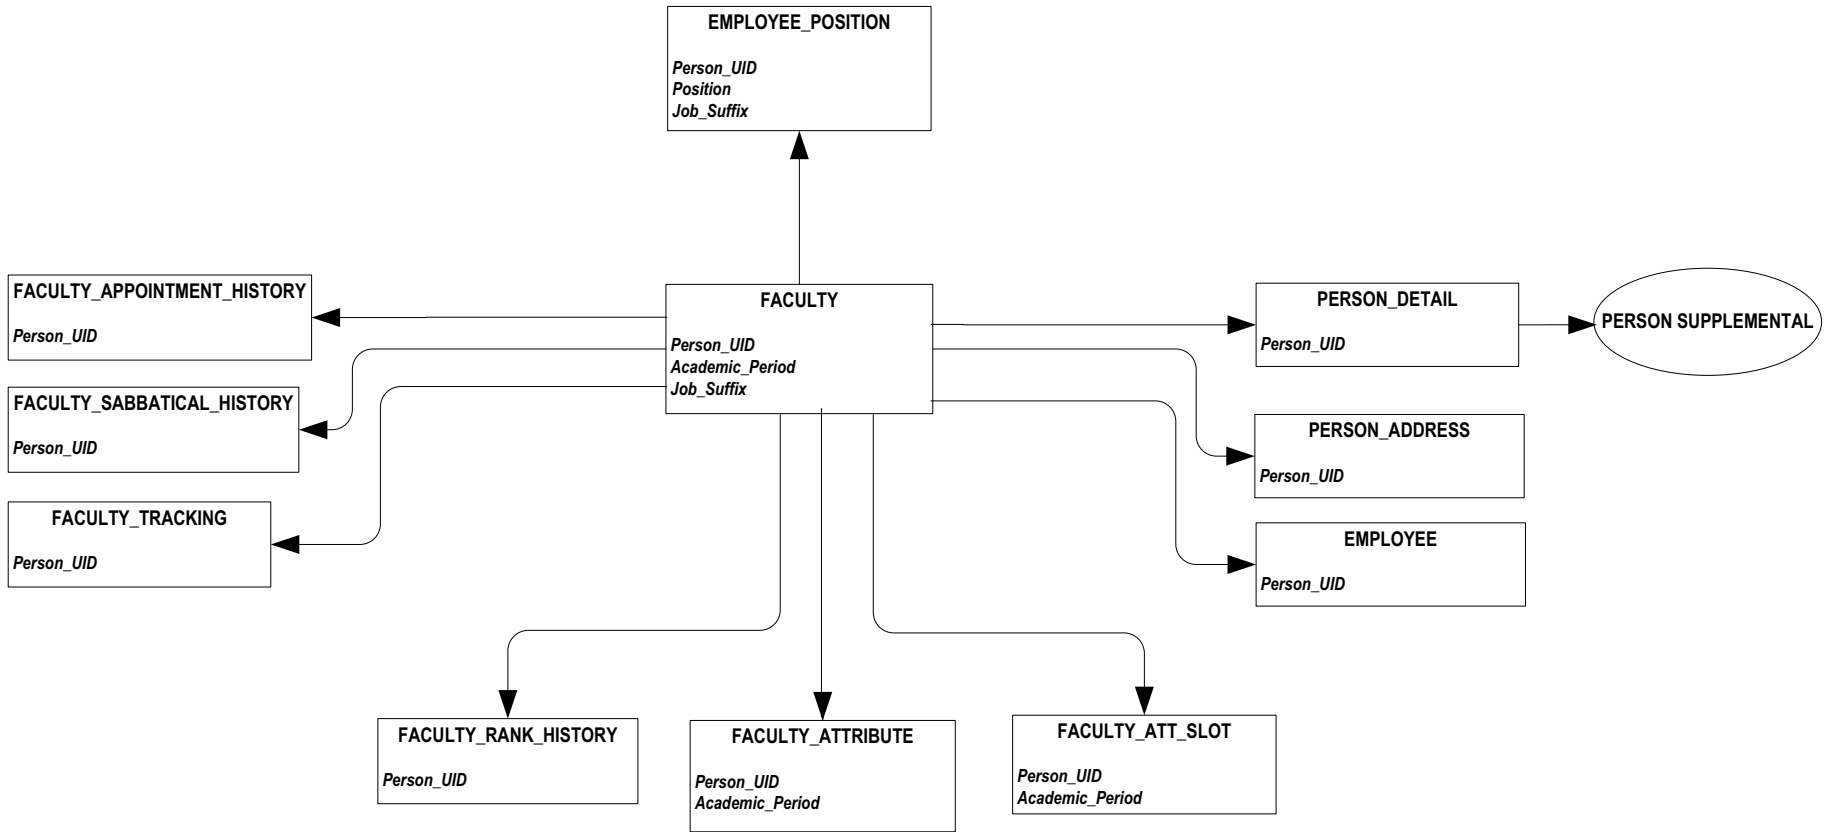 EMPLOYEE_POSITION
Person_UID
Position
Job_Suffix
FACULTY_APPOINTMENT_HISTORY
Person_UID
FACULTY_SABBATICAL_HISTORY
Person_UID
FACULTY_TRACKING
Person_UID
FACULTY
Person_UID
Academic_Period
Job_Suffix
PERSON_DETAIL
Person_UID
PERSON SUPPLEMENTAL
PERSON_ADDRESS
Person_UID
EMPLOYEE
Person_UID
FACULTY_RANK_HISTORY
Person_UID
FACULTY_ATTRIBUTE
Person_UID
Academic_Period
FACULTY_ATT_SLOT
Person_UID
Academic_Period